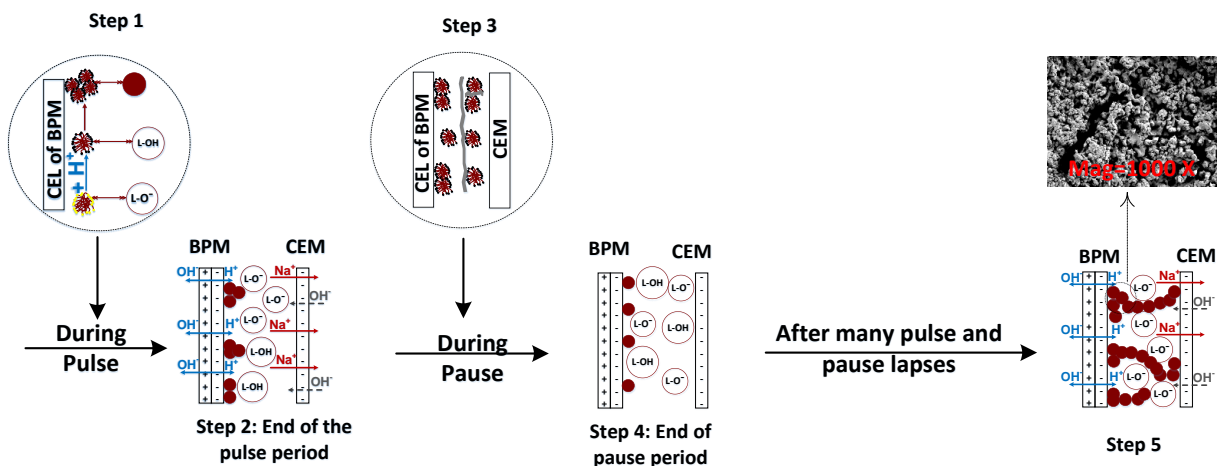 Step 1
CEL of BPM
+ H⁺
L-OH
L-O⁻
During
Pulse
BPM
CEM
OH⁻
H⁺
L-O⁻
Na⁺
L-O⁻
OH⁻
H⁺
L-O⁻
Na⁺
H⁺
L-OH
Na⁺
OH⁻
L-OH
OH⁻
Step 2: End of the
pulse period
Step 3
CEL of BPM
CEM
During
Pause
BPM
CEM
L-OH
L-O⁻
L-O⁻
L-OH
L-OH
L-O⁻
Step 4: End of
pause period
After many pulse and
pause lapses
Mag=1000 X
BPM
CEM
OH⁻
H⁺
L-O⁻
Na⁺
OH⁻
L-O⁻
H⁺
Na⁺
L-O⁻
OH⁻
H⁺
L-O⁻
L-O⁻
OH⁻
Step 5